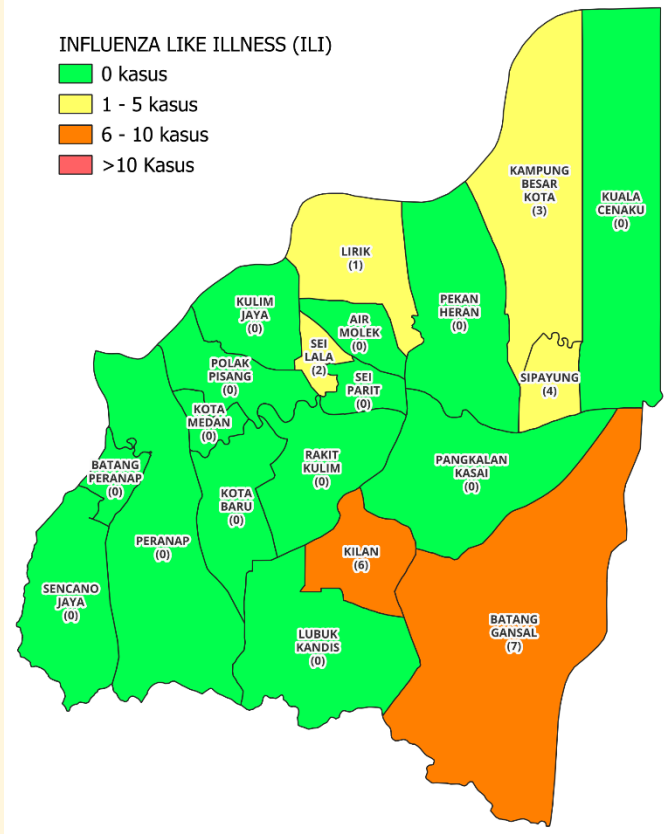 INFLUENZA LIKE ILLNESS (ILI)
0 kasus
1 - 5 kasus
6 - 10 kasus
>10 Kasus
KAMPUNG
BESAR
KOTA
(3)
KUALA
CENAKU
(0)
LIRIK
(1)
KULIM
JAYA
(0)
AIR
MOLEK
(0)
PEKAN
HERAN
(0)
SEI
LALA
(2)
POLAK
PISANG
(0)
SEI
PARIT
(0)
SIPAYUNG
(4)
KOTA
MEDAN
(0)
BATANG
PERANAP
(0)
RAKIT
KULIM
(0)
PANGKALAN
KASAI
(0)
KOTA
BARU
(0)
PERANAP
(0)
KILAN
(6)
SENCANO
JAYA
(0)
LUBUK
KANDIS
(0)
BATANG
GANSAL
(7)